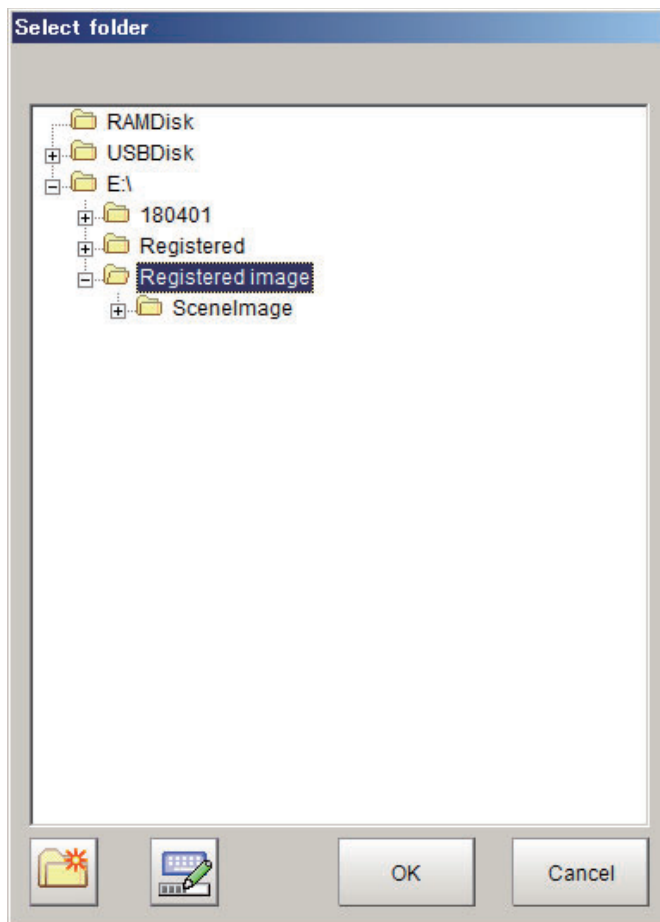 Select folder
RAMDisk
USBDisk
E:\
180401
Registered
Registered image
SceneImage
OK
Cancel